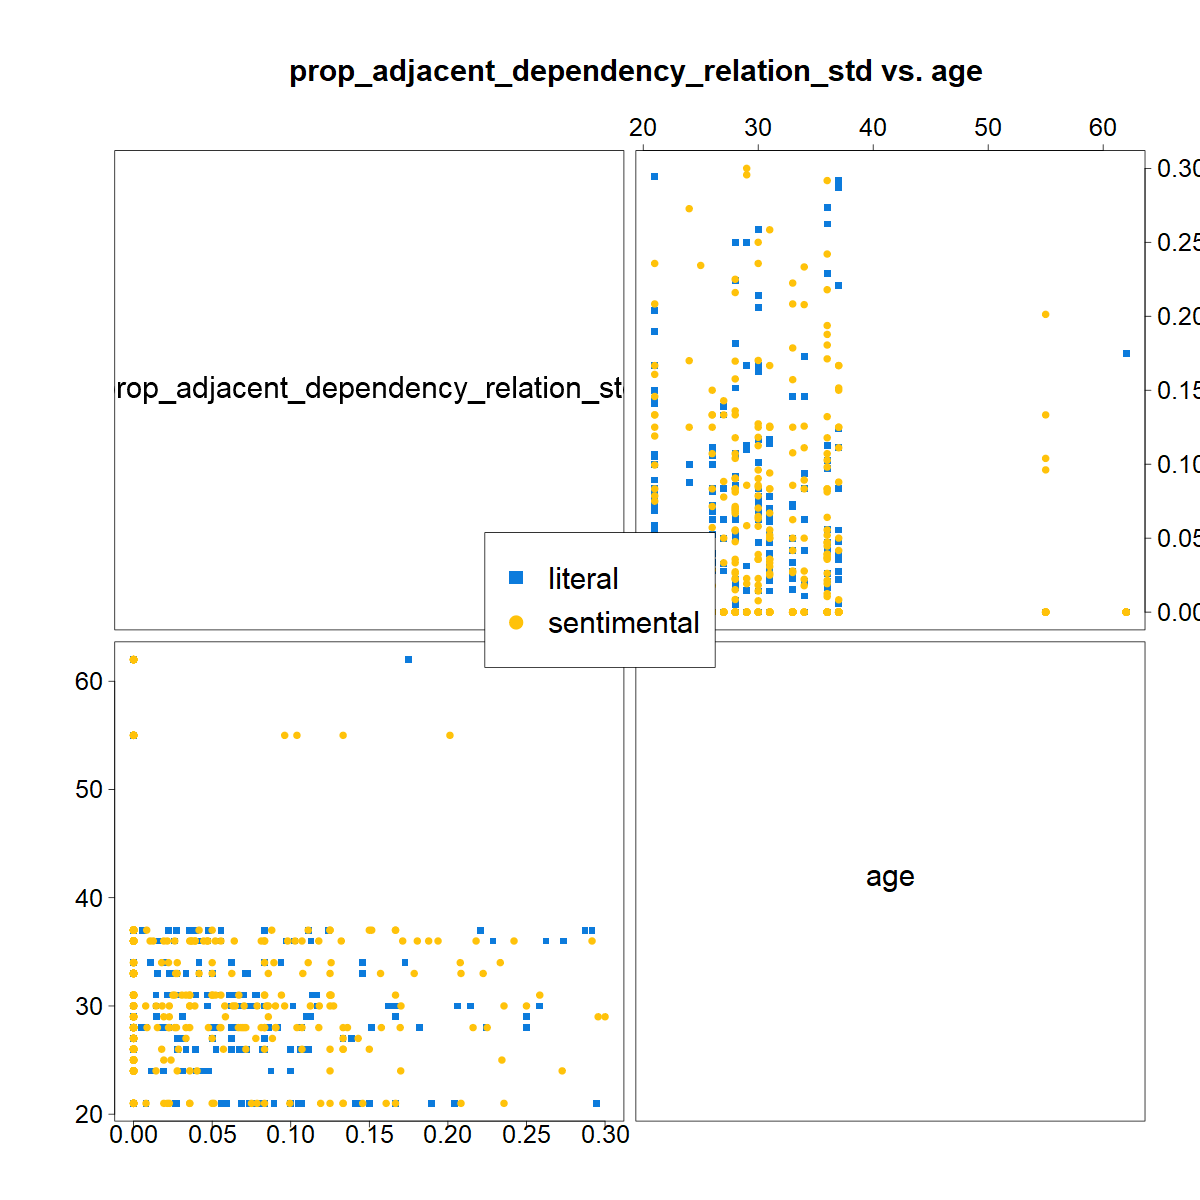 prop_adjacent_dependency_relation_std vs. age
20 30 40 50 60
0.30
0.25
0.20
rop_adjacent_dependency_relation_st
0.15
0.10
0.05
0.00
literal
sentimental
60
50
40
30
20
age
0.00 0.05 0.10 0.15 0.20 0.25 0.30